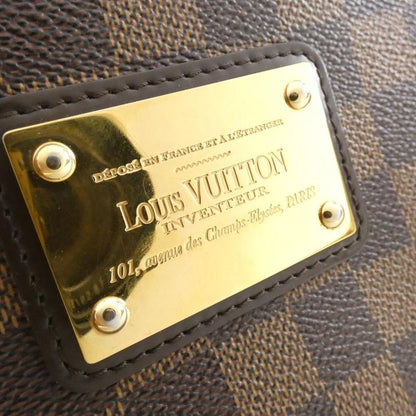 DÉPOSÉ EN FRANCE ET À L'ÉTRANGER
LOUIS VUITTON
INVENTEUR
101, avenue des Champs-Elysées, PARIS